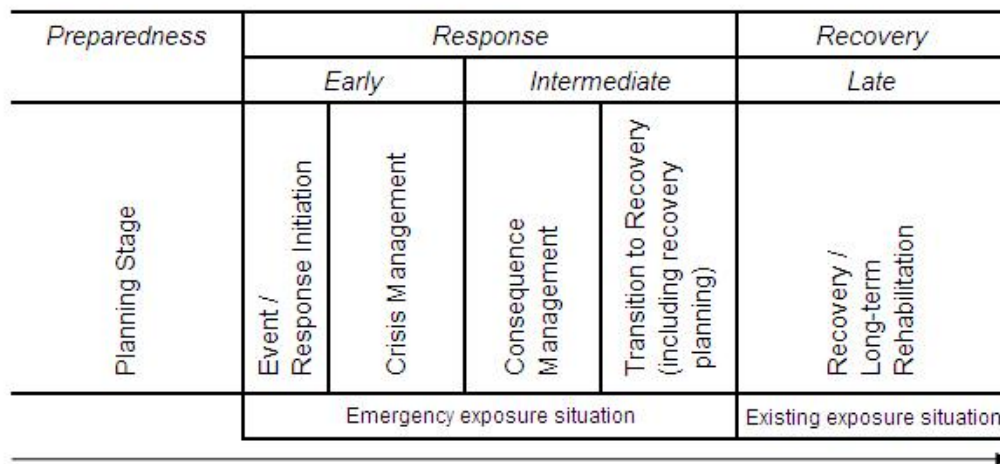 Preparedness
Response
Recovery
Early
Intermediate
Late
Planning Stage
Event /
Response Initiation
Crisis Management
Consequence
Management
Transition to Recovery
(including recovery
planning)
Recovery /
Long-term
Rehabilitation
Emergency exposure situation
Existing exposure situation